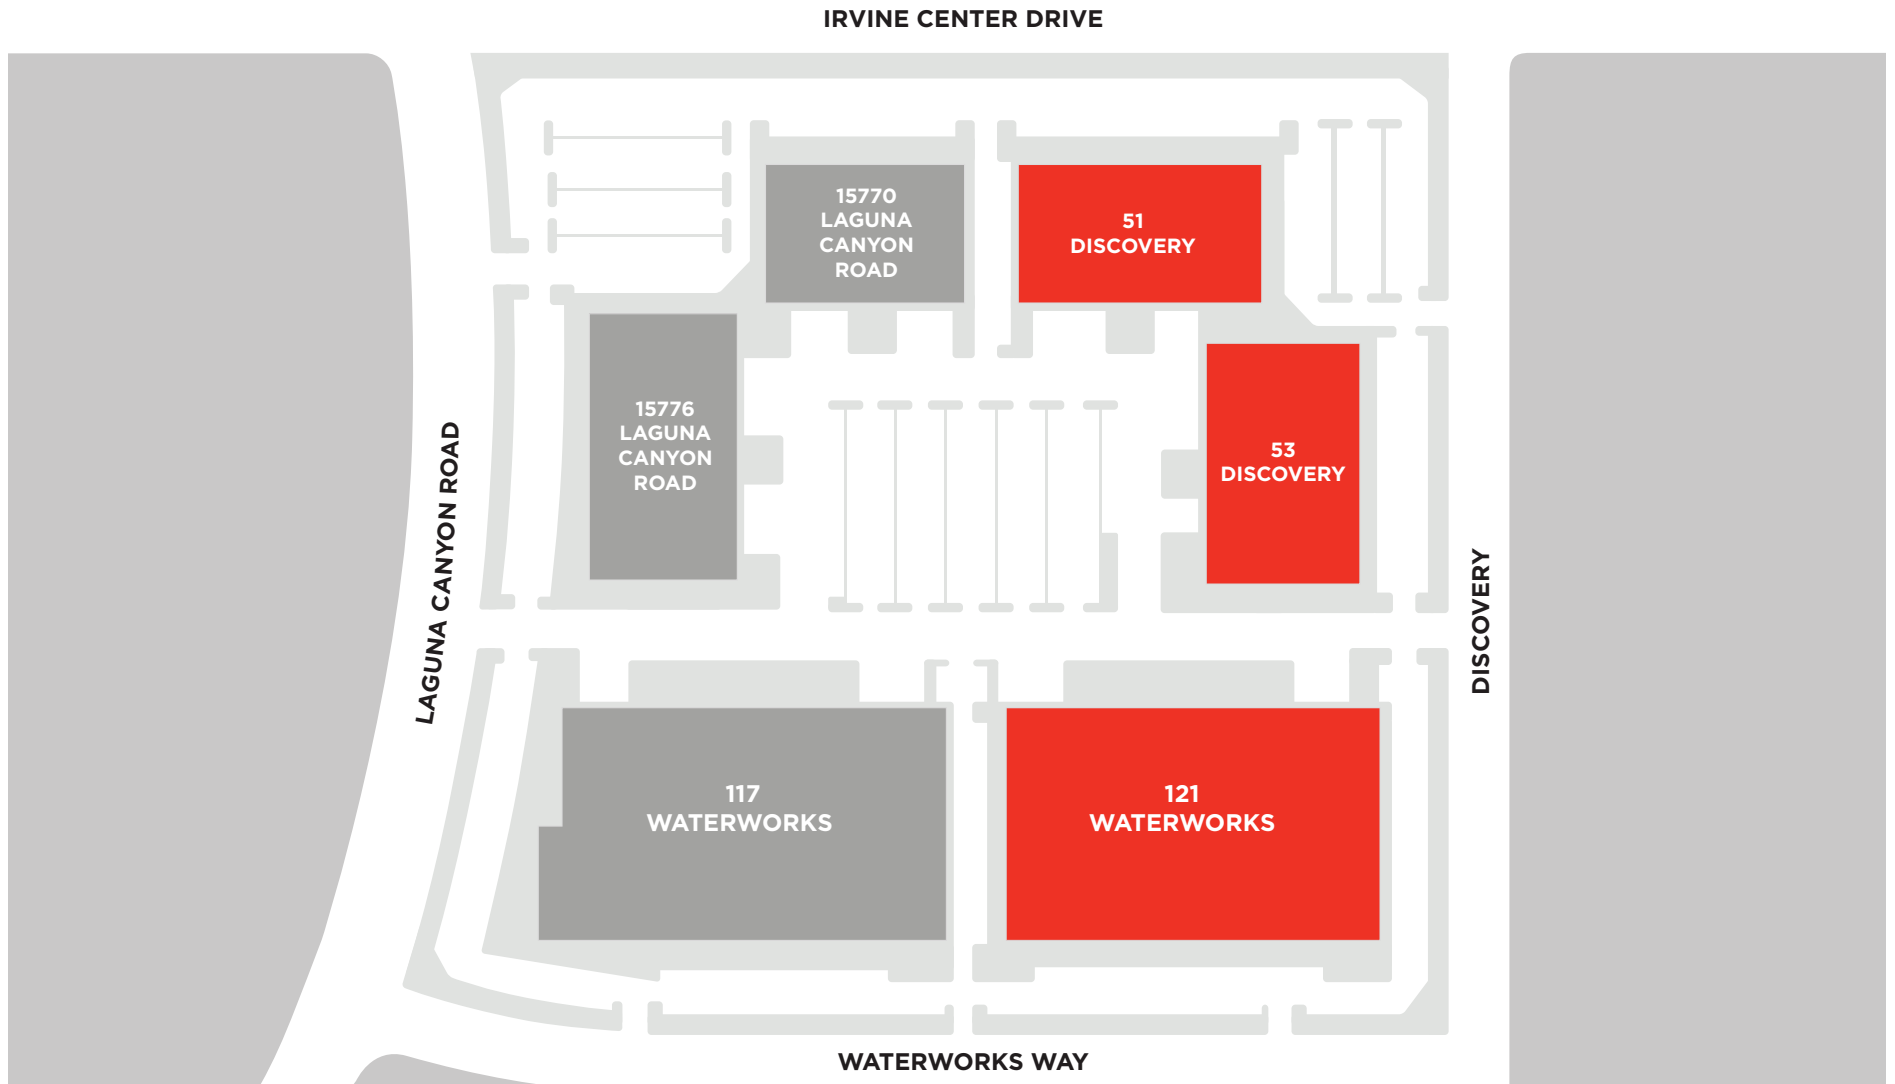 IRVINE CENTER DRIVE
15770
LAGUNA
CANYON
ROAD
51
DISCOVERY
15776
LAGUNA
CANYON
ROAD
53
DISCOVERY
LAGUNA CANYON ROAD
DISCOVERY
117
WATERWORKS
121
WATERWORKS
WATERWORKS WAY